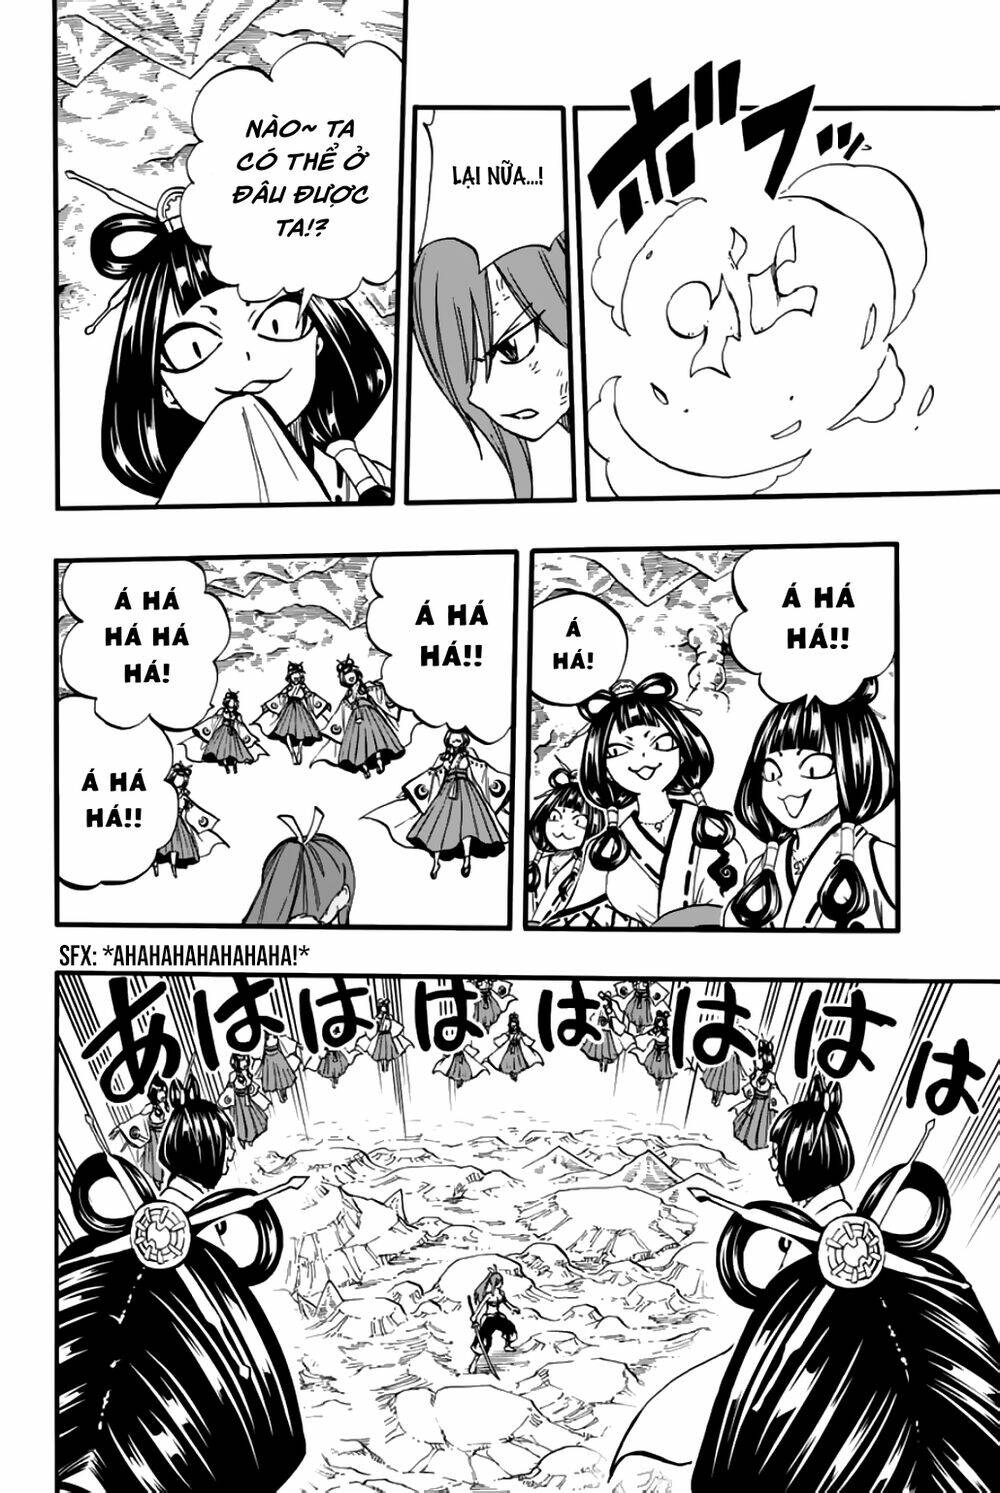 ボフッ
LẠI NỮA...!
NÀO~ TA
CÓ THỂ Ở
ĐÂU ĐƯỢC
TA!?
Á HÁ
HÁ!!
Á
HÁ!
Á HÁ
HÁ!!
Á HÁ
HÁ HÁ
HÁ!
Á HÁ
HÁ!!
SFX: *AHAHAHAHAHAHAHA!*
あはははははははは